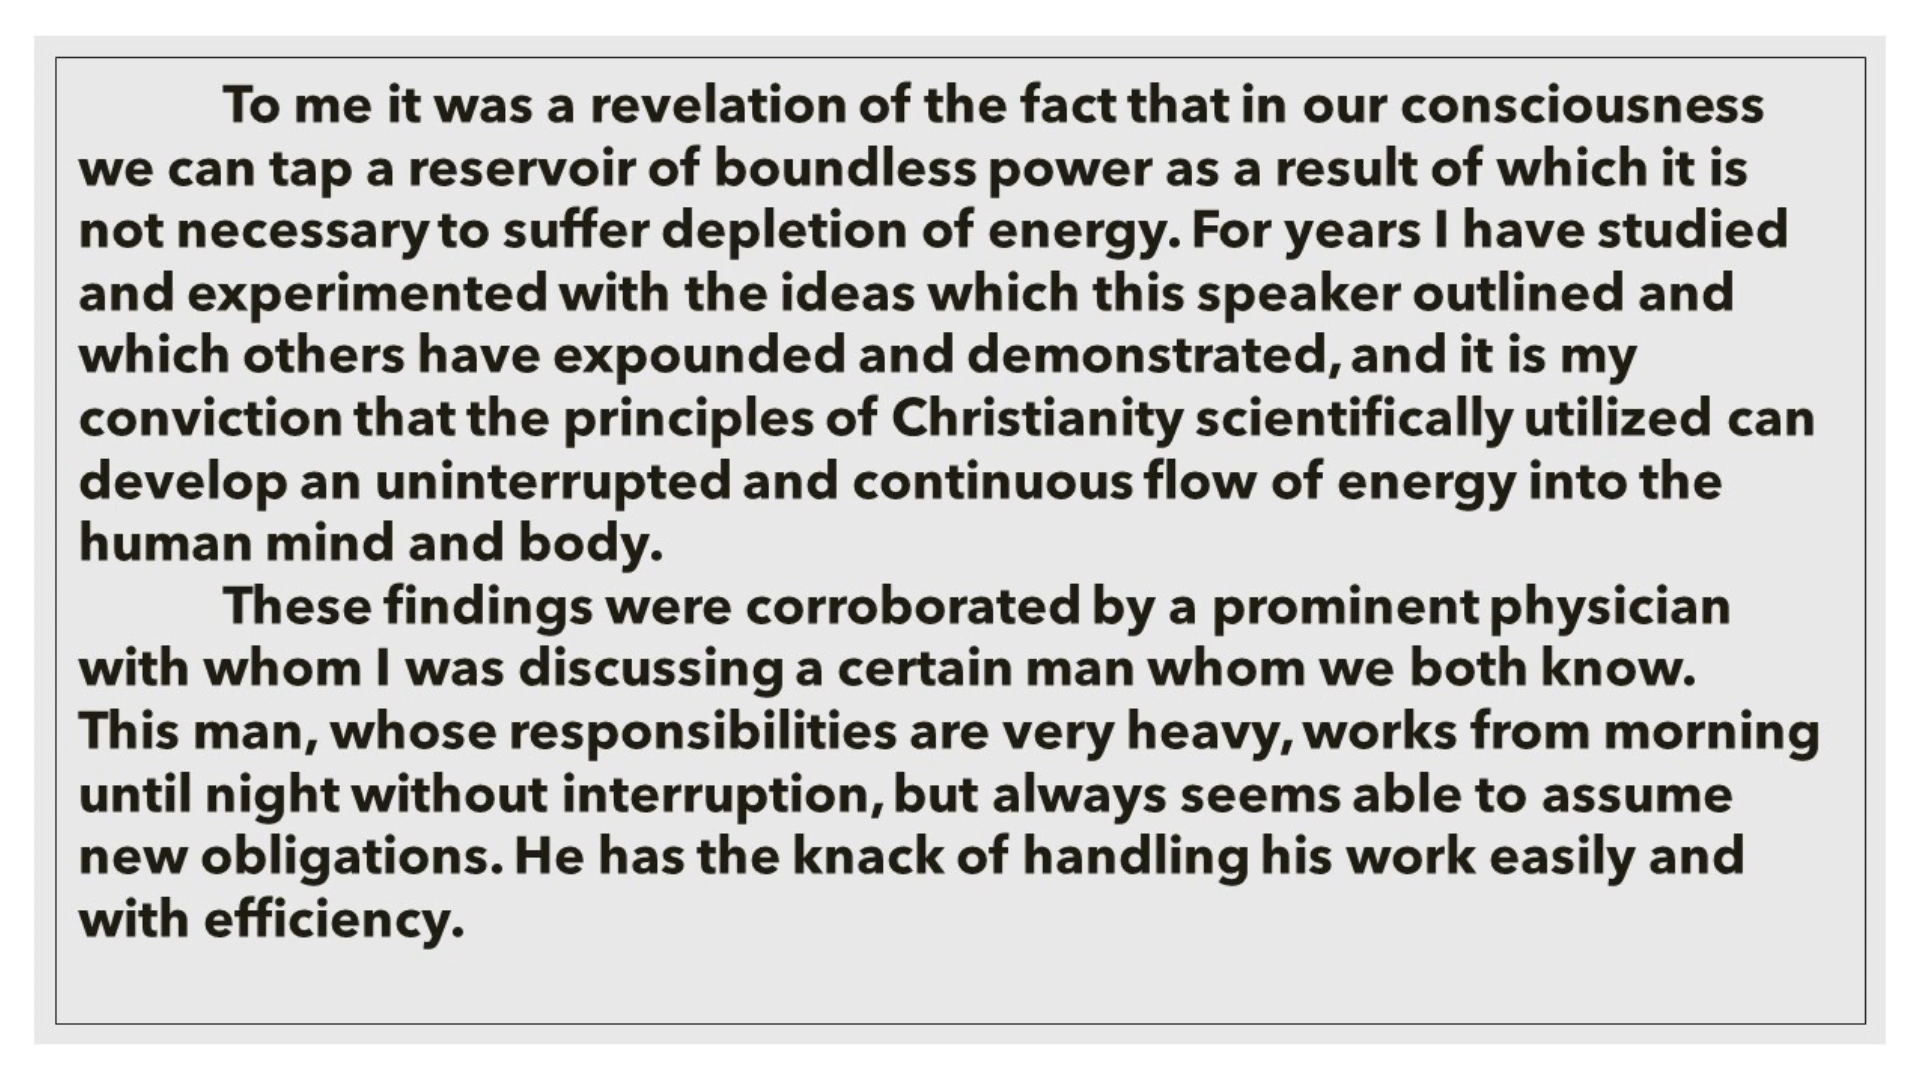 To me it was a revelation of the fact that in our consciousness
we can tap a reservoir of boundless power as a result of which it is
not necessary to suffer depletion of energy. For years I have studied
and experimented with the ideas which this speaker outlined and
which others have expounded and demonstrated, and it is my
conviction that the principles of Christianity scientifically utilized can
develop an uninterrupted and continuous flow of energy into the
human mind and body.
These findings were corroborated by a prominent physician
with whom I was discussing a certain man whom we both know.
This man, whose responsibilities are very heavy, works from morning
until night without interruption, but always seems able to assume
new obligations. He has the knack of handling his work easily and
with efficiency.